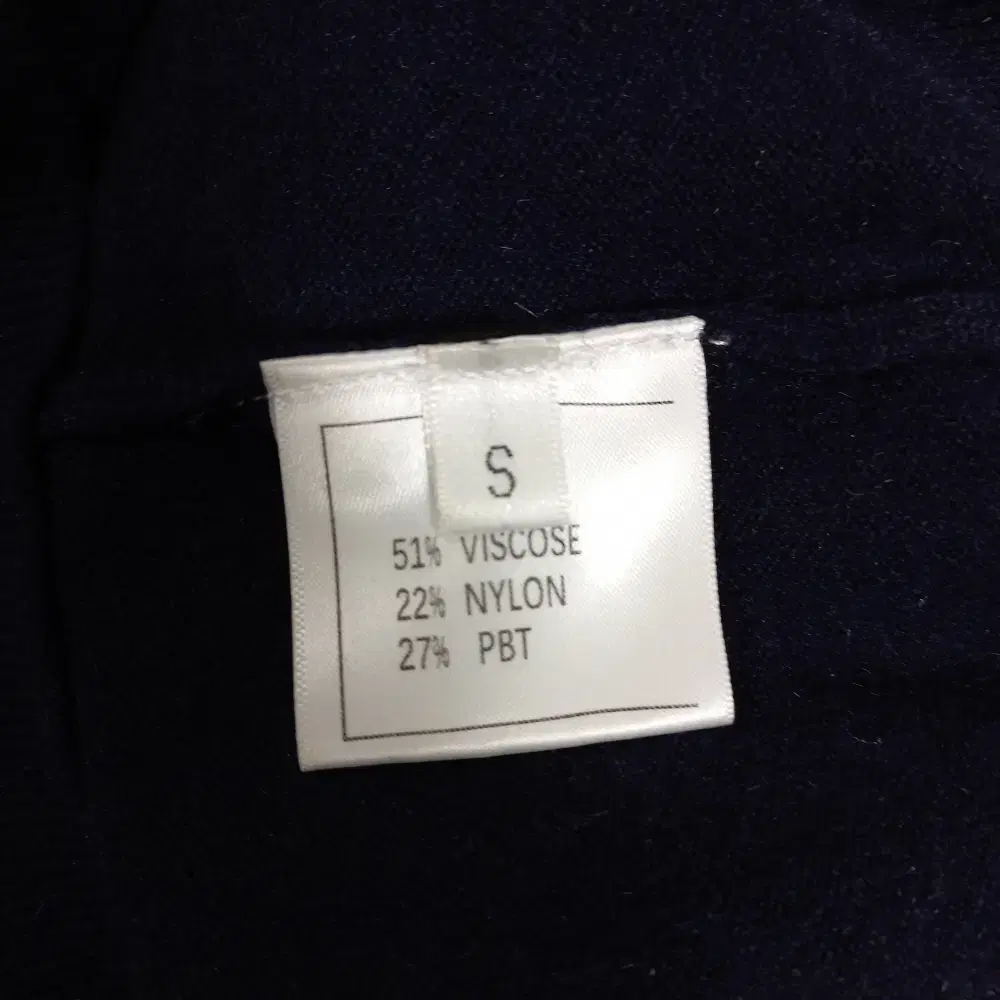 S
51% VISCOSE
22% NYLON
27% PBT